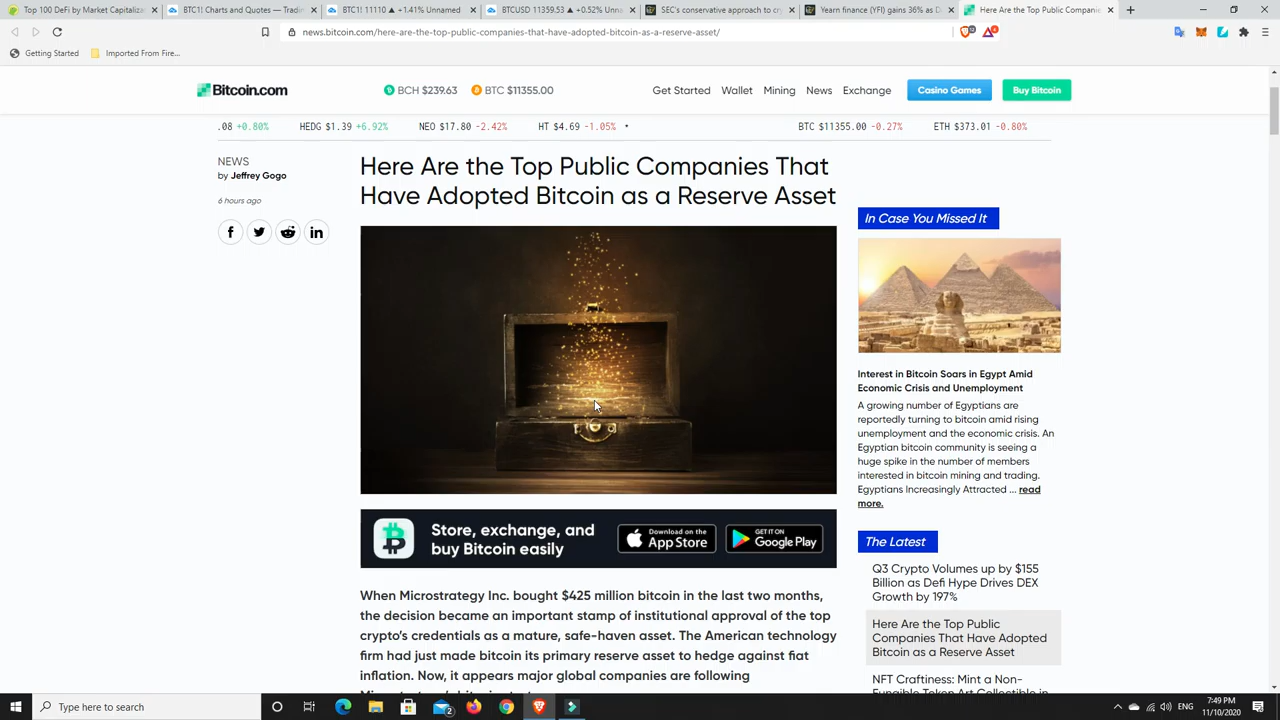 Top 100 DeFi by Market Capitaliza
BTC1! Charts and Quotes — Tradin
BTC1! 11110 ▲ +1.41% Unnamed
BTCUSD 11359.53 ▲ +0.52% Unna
SEC's conservative approach to cr
Yearn finance (YFI) gains 36% as D
Here Are the Top Public Companie
news.bitcoin.com/here-are-the-top-public-companies-that-have-adopted-bitcoin-as-a-reserve-asset/
Getting Started
Imported From Fire...
Bitcoin.com
BCH $239.63
BTC $11355.00
Get Started
Wallet
Mining
News
Exchange
Casino Games
Buy Bitcoin
.08 +0.80%
HEDG $1.39 +6.92%
NEO $17.80 -2.42%
HT $4.69 -1.05%
BTC $11355.00 -0.27%
ETH $373.01 -0.80%
NEWS
by Jeffrey Gogo
6 hours ago
Here Are the Top Public Companies That
Have Adopted Bitcoin as a Reserve Asset
Store, exchange, and
buy Bitcoin easily
Download on the
App Store
GET IT ON
Google Play
When Microstrategy Inc. bought $425 million bitcoin in the last two months,
the decision became an important stamp of institutional approval of the top
crypto's credentials as a mature, safe-haven asset. The American technology
firm had just made bitcoin its primary reserve asset to hedge against fiat
inflation. Now, it appears major global companies are following
In Case You Missed It
Interest in Bitcoin Soars in Egypt Amid
Economic Crisis and Unemployment
A growing number of Egyptians are
reportedly turning to bitcoin amid rising
unemployment and the economic crisis. An
Egyptian bitcoin community is seeing a
huge spike in the number of members
interested in bitcoin mining and trading.
Egyptians Increasingly Attracted ... read
more.
The Latest
Q3 Crypto Volumes up by $155
Billion as Defi Hype Drives DEX
Growth by 197%
Here Are the Top Public
Companies That Have Adopted
Bitcoin as a Reserve Asset
NFT Craftiness: Mint a Non-
Fungible Token Art Collectible in
Type here to search
2
ENG
7:49 PM
11/10/2020